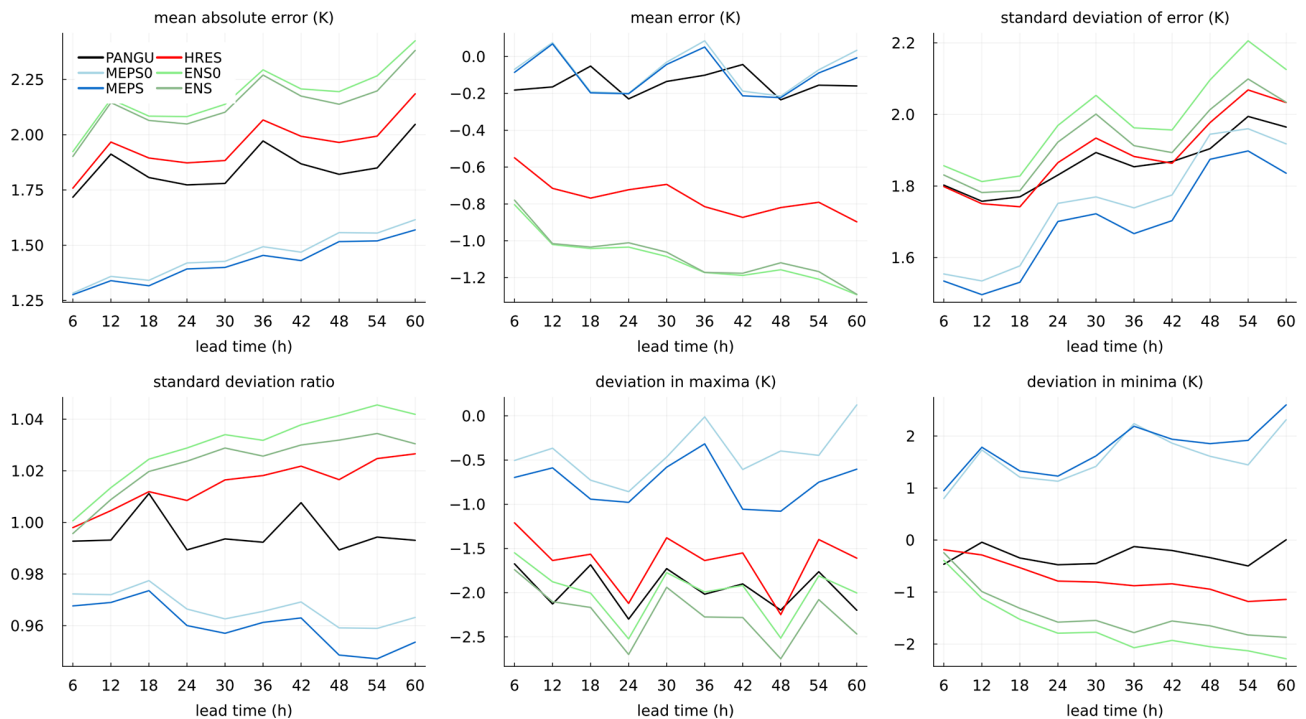 mean absolute error (K)
PANGU HRES
MEPS0 ENS0
MEPS ENS
2.25
2.00
1.75
1.50
1.25
6 12 18 24 30 36 42 48 54 60
lead time (h)
mean error (K)
0.0
−0.2
−0.4
−0.6
−0.8
−1.0
−1.2
6 12 18 24 30 36 42 48 54 60
lead time (h)
standard deviation of error (K)
2.2
2.0
1.8
1.6
6 12 18 24 30 36 42 48 54 60
lead time (h)
standard deviation ratio
1.04
1.02
1.00
0.98
0.96
6 12 18 24 30 36 42 48 54 60
lead time (h)
deviation in maxima (K)
0.0
−0.5
−1.0
−1.5
−2.0
−2.5
6 12 18 24 30 36 42 48 54 60
lead time (h)
deviation in minima (K)
2
1
0
−1
−2
6 12 18 24 30 36 42 48 54 60
lead time (h)